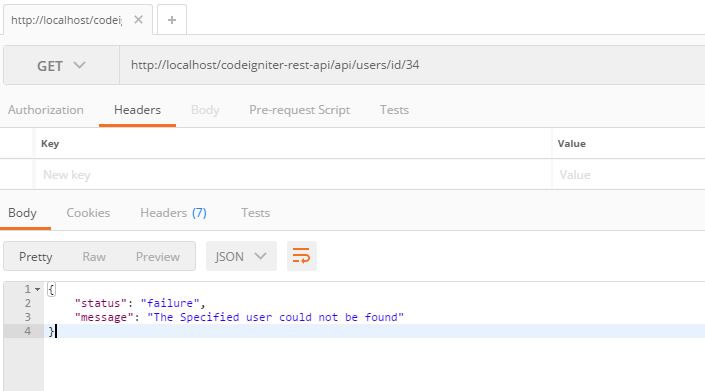 http://localhost/codei
GET http://localhost/codeigniter-rest-api/api/users/id/34
Authorization Headers Body Pre-request Script Tests
Key Value
New key Value
Body Cookies Headers (7) Tests
Pretty Raw Preview JSON
1 {
2 "status": "failure",
3 "message": "The Specified user could not be found"
4 }